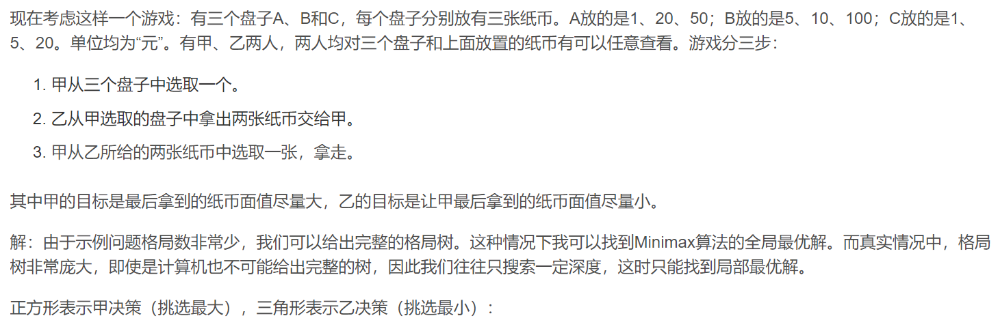 现在考虑这样一个游戏：有三个盘子A、B和C，每个盘子分别放有三张纸币。A放的是1、20、50；B放的是5、10、100；C放的是1、
5、20。单位均为“元”。有甲、乙两人，两人均对三个盘子和上面放置的纸币有可以任意查看。游戏分三步：
1. 甲从三个盘子中选取一个。
2. 乙从甲选取的盘子中拿出两张纸币交给甲。
3. 甲从乙所给的两张纸币中选取一张，拿走。
其中甲的目标是最后拿到的纸币面值尽量大，乙的目标是让甲最后拿到的纸币面值尽量小。
解：由于示例问题格局数非常少，我们可以给出完整的格局树。这种情况下我可以找到Minimax算法的全局最优解。而真实情况中，格局
树非常庞大，即使是计算机也不可能给出完整的树，因此我们往往只搜索一定深度，这时只能找到局部最优解。
正方形表示甲决策（挑选最大），三角形表示乙决策（挑选最小）：